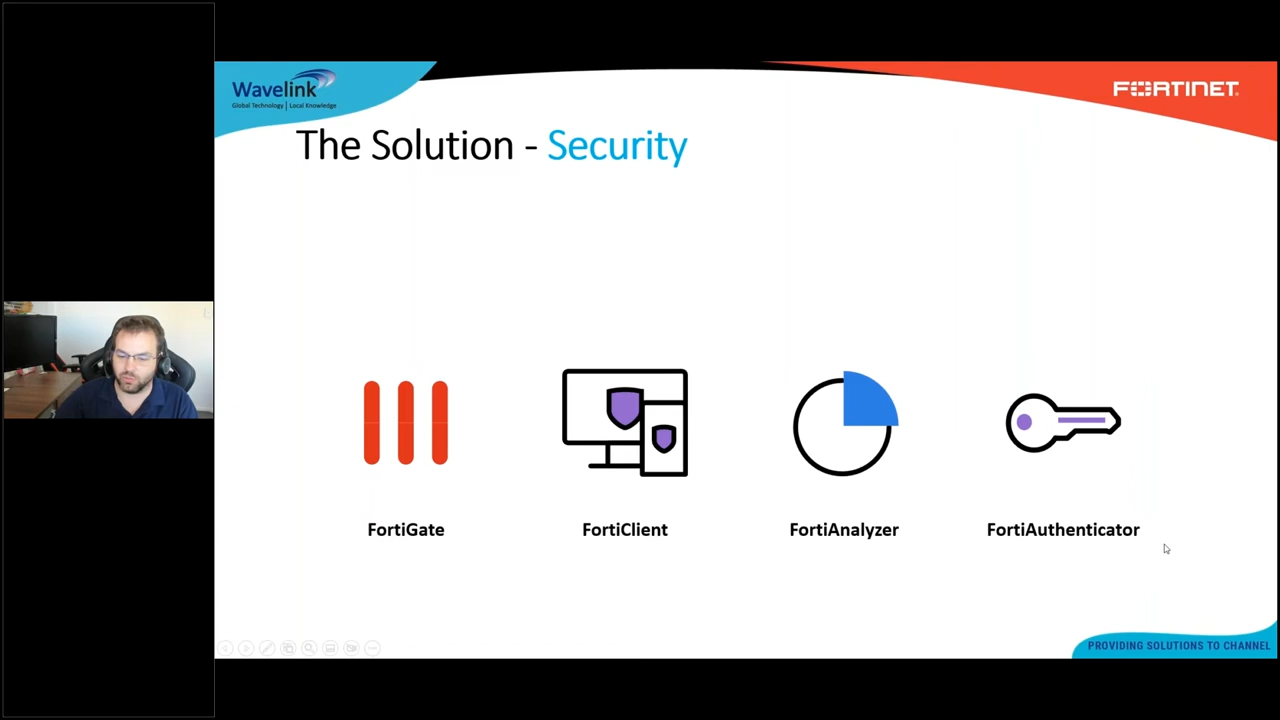 Wavelink
Global Technology | Local Knowledge
FORTINET
The Solution - Security
FortiGate
FortiClient
FortiAnalyzer
FortiAuthenticator
PROVIDING SOLUTIONS TO CHANNEL